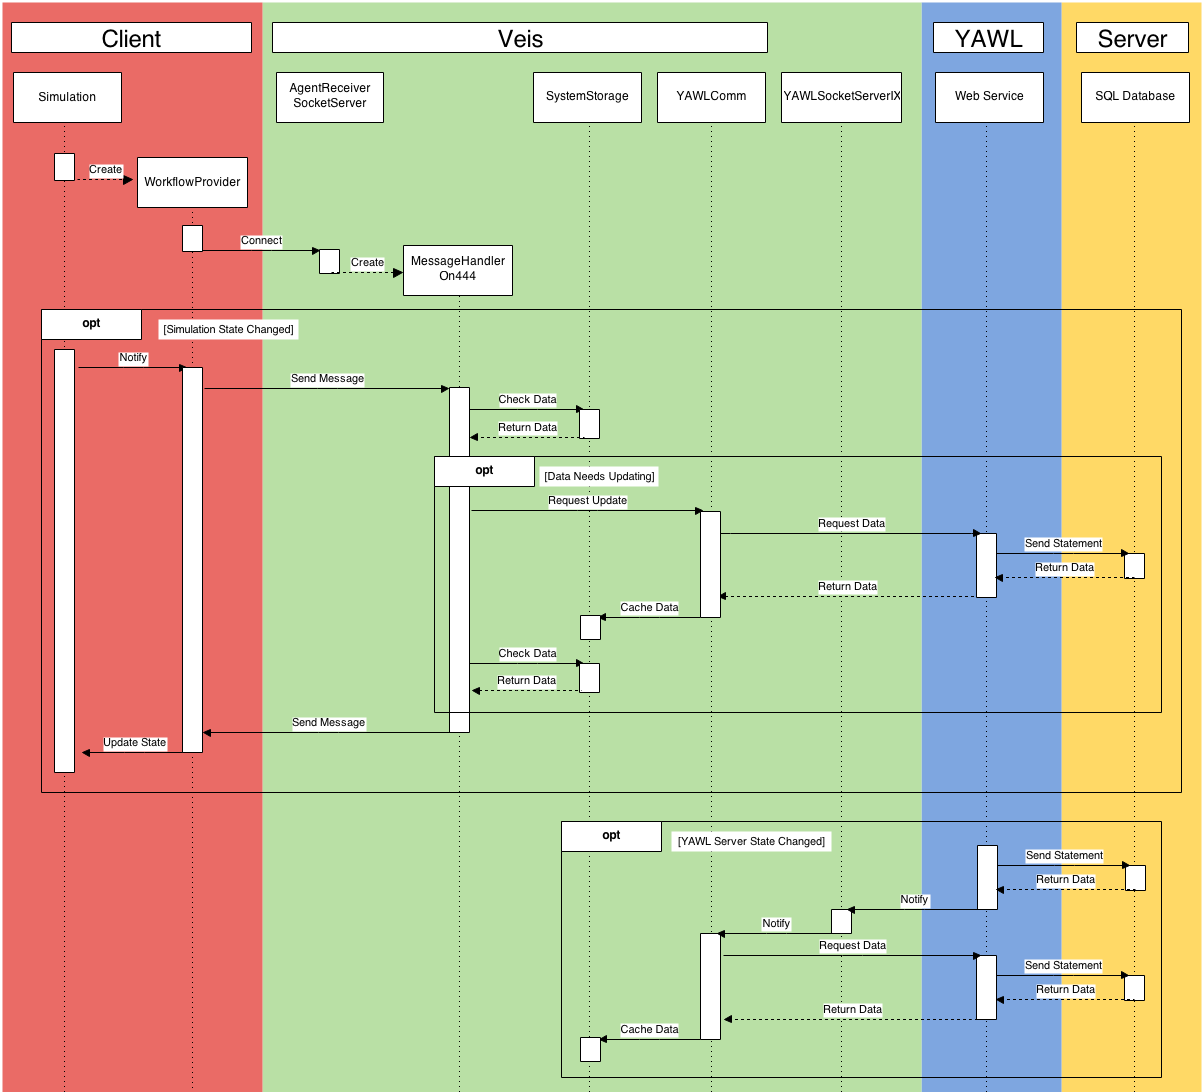 Client
Veis
YAWL
Server
Simulation
AgentReceiver
SocketServer
SystemStorage
YAWLComm
YAWLSocketServerIX
Web Service
SQL Database
Create
WorkflowProvider
Connect
Create
MessageHandler
On444
opt
[Simulation State Changed]
Notify
Send Message
Check Data
Return Data
opt
[Data Needs Updating]
Request Update
Request Data
Send Statement
Return Data
Return Data
Cache Data
Check Data
Return Data
Send Message
Update State
opt
[YAWL Server State Changed]
Send Statement
Return Data
Notify
Notify
Request Data
Send Statement
Return Data
Return Data
Cache Data